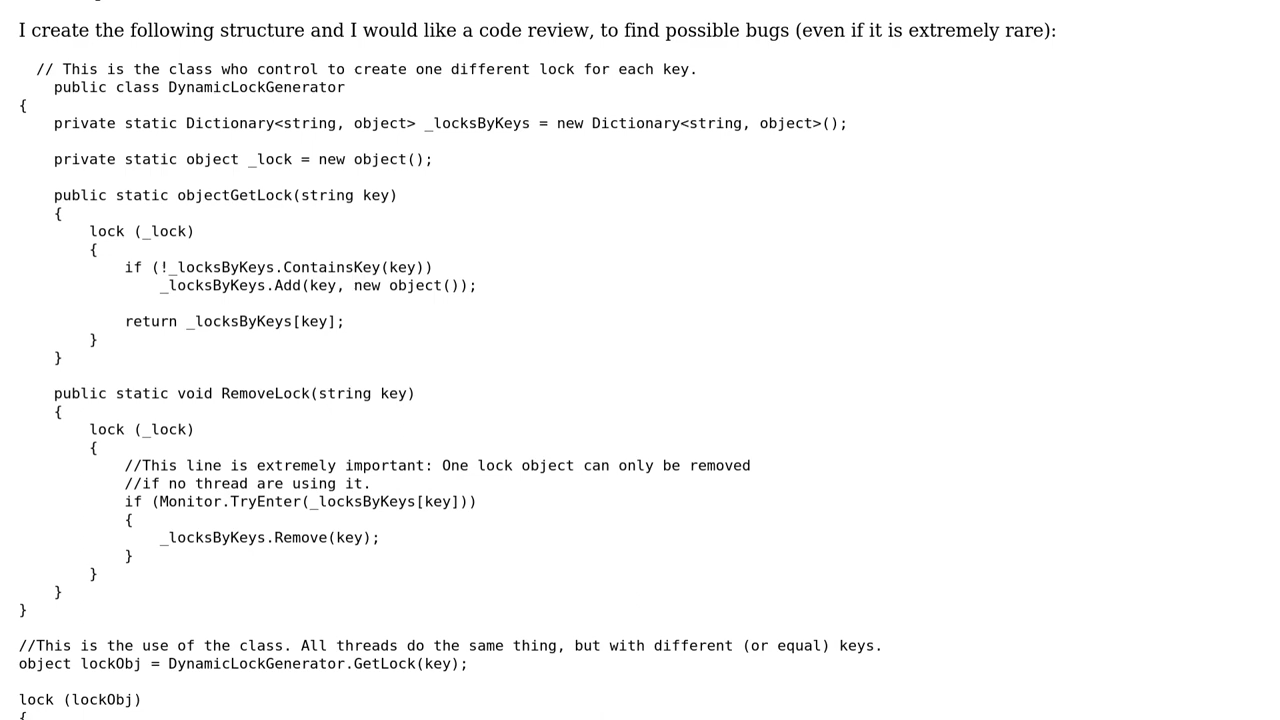 I create the following structure and I would like a code review, to find possible bugs (even if it is extremely rare):
// This is the class who control to create one different lock for each key.
public class DynamicLockGenerator
{
private static Dictionary<string, object> _locksByKeys = new Dictionary<string, object>();
private static object _lock = new object();
public static objectGetLock(string key)
{
lock (_lock)
{
if (!_locksByKeys.ContainsKey(key))
_locksByKeys.Add(key, new object());
return _locksByKeys[key];
}
}
public static void RemoveLock(string key)
{
lock (_lock)
{
//This line is extremely important: One lock object can only be removed
//if no thread are using it.
if (Monitor.TryEnter(_locksByKeys[key]))
{
_locksByKeys.Remove(key);
}
}
}
}
//This is the use of the class. All threads do the same thing, but with different (or equal) keys.
object lockObj = DynamicLockGenerator.GetLock(key);
lock (lockObj)
{